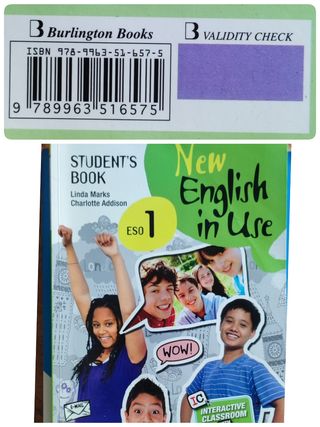 B Burlington Books
B VALIDITY CHECK
ISBN 978-9963-51-657-5
9 789963 516575
STUDENT'S
BOOK
Linda Marks
Charlotte Addison
New
English
in Use
ESO 1
WOW!
E-MAIL
IC
INTERACTIVE
CLASSROOM